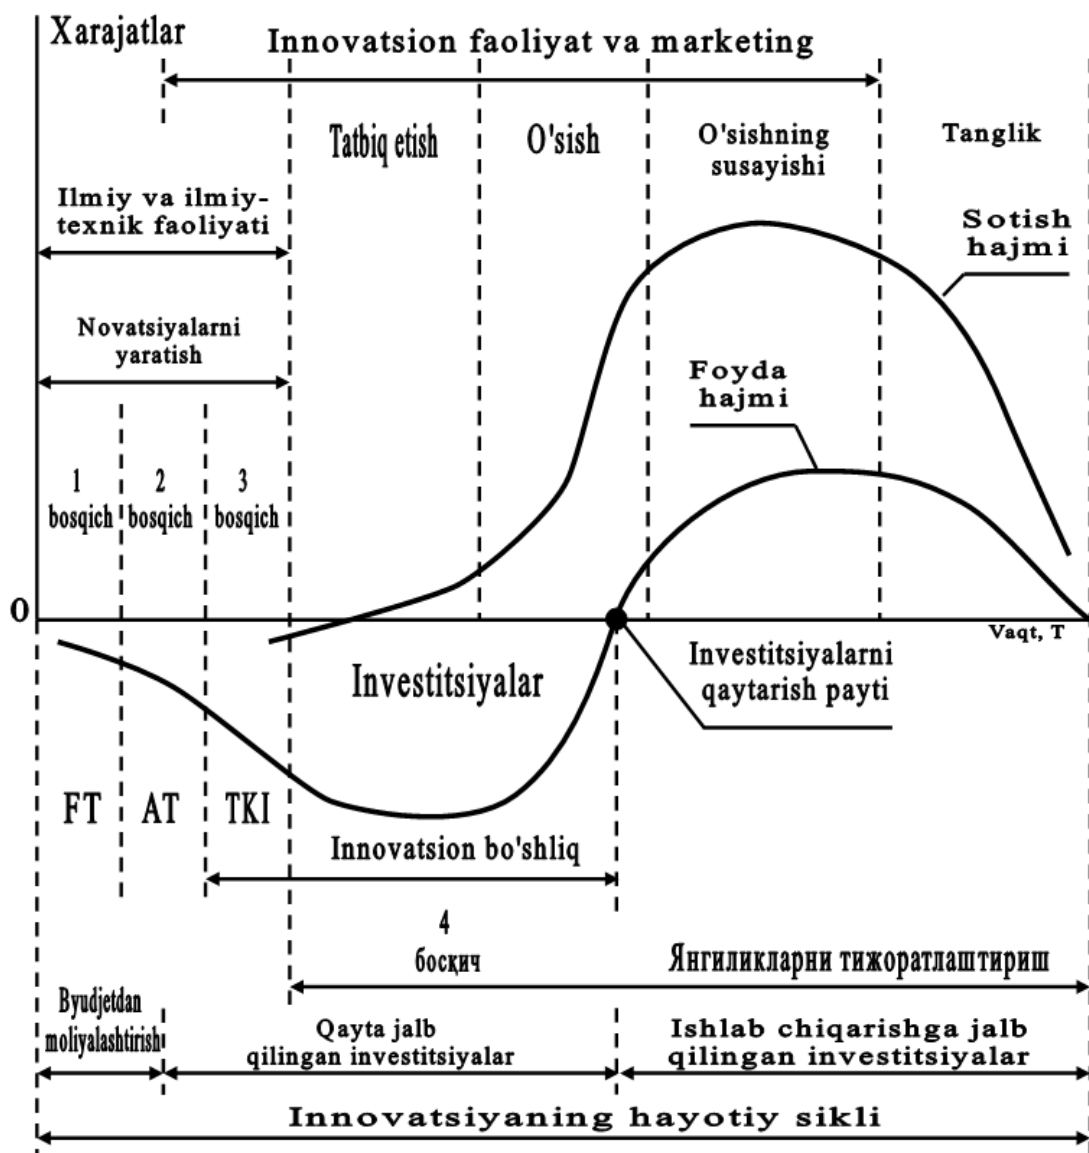 Xarajatlar
Innovatsion faoliyat va marketing
Tatbiq etish
O'sish
O'sishning
susayishi
Tanglik
Ilmiy va ilmiy-
texnik faoliyati
Sotish
hajmi
Novatsiyalarni
yaratish
Foyda
hajmi
1
bosqich
2
bosqich
3
bosqich
0
Vaqt, T
Investitsiyalar
Investitsiyalarni
qaytarish payti
FT
AT
TKI
Innovatsion bo'shliq
4
босқич
Янгиликларни тижоратлаштириш
Byudjetdan
moliyalashtirish
Qayta jalb
qilingan investitsiyalar
Ishlab chiqarishga jalb
qilingan investitsiyalar
Innovatsiyaning hayotiy sikli